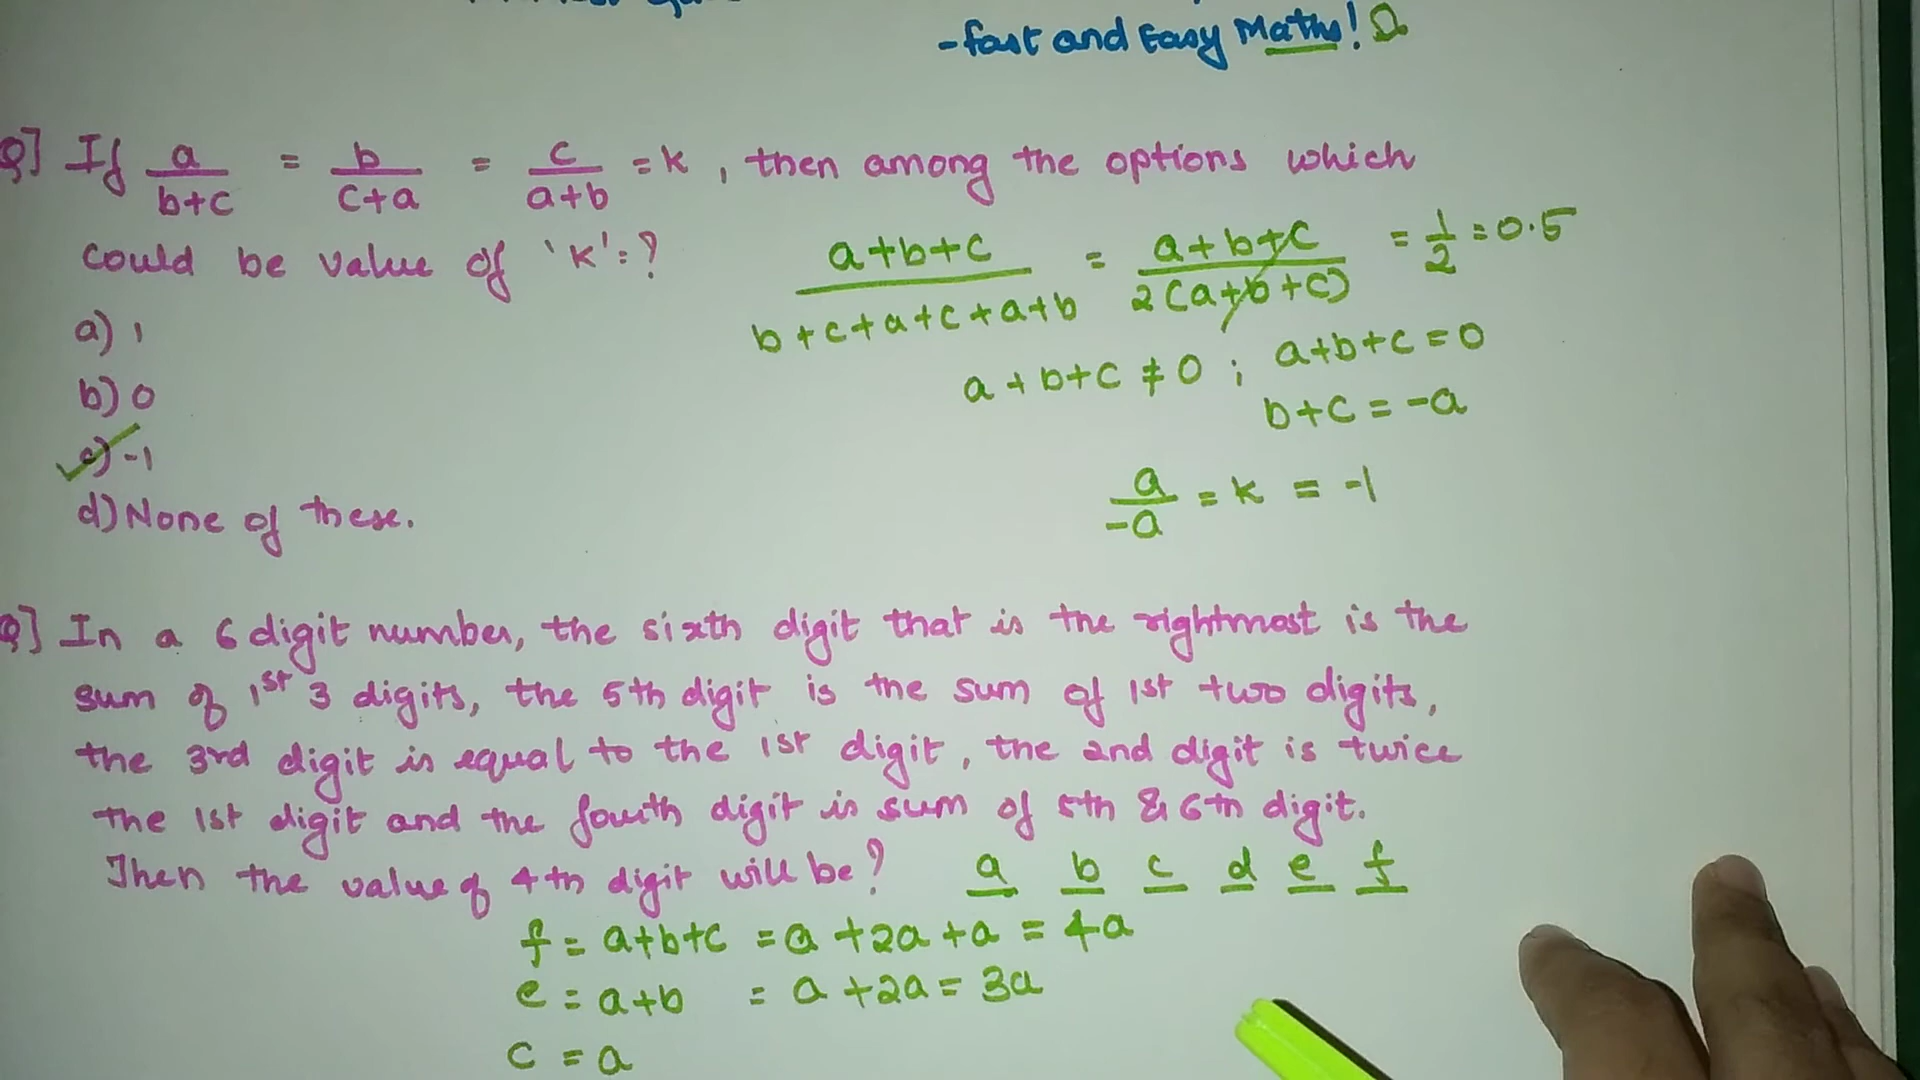 -fast and Easy Maths!
Q] If a/b+c = b/c+a = c/a+b = k, then among the options which
could be value of 'k'=?
a+b+c/b+c+a+c+a+b = a+b+c/2(a+b+c) = 1/2 = 0.5
a) 1
a+b+c ≠ 0 ; a+b+c = 0
b) 0
b+c = -a
c) -1
a/-a = k = -1
d) None of these.
Q] In a 6 digit number, the sixth digit that is the rightmost is the
sum of 1st 3 digits, the 5th digit is the sum of 1st two digits,
the 3rd digit is equal to the 1st digit, the 2nd digit is twice
the 1st digit and the fourth digit is sum of 5th & 6th digit.
Then the value of 4th digit will be?
a b c d e f
f = a+b+c = a+2a+a = 4a
e = a+b = a+2a = 3a
c = a